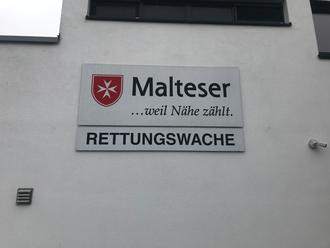 Malteser
...weil Nähe zählt.
RETTUNGSWACHE